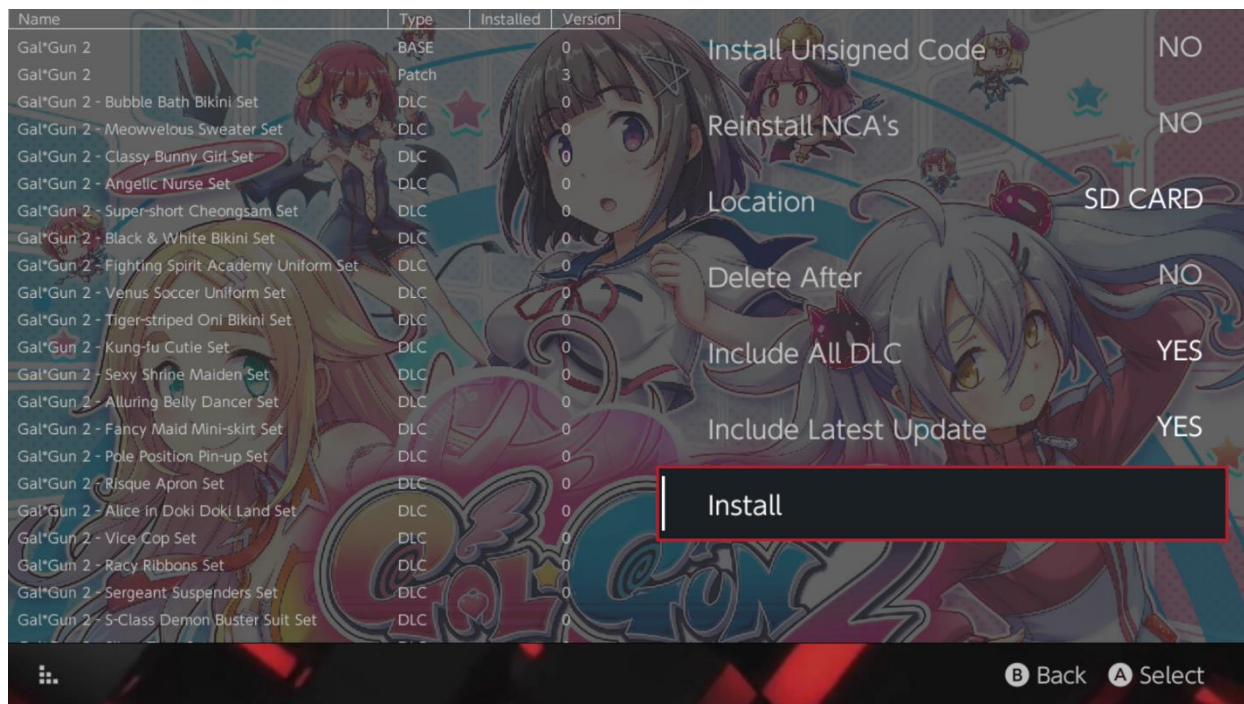 Name Type Installed Version
Gal*Gun 2 BASE 0
Gal*Gun 2 Patch 3
Gal*Gun 2 - Bubble Bath Bikini Set DLC 0
Gal*Gun 2 - Meowvelous Sweater Set DLC 0
Gal*Gun 2 - Classy Bunny Girl Set DLC 0
Gal*Gun 2 - Angelic Nurse Set DLC 0
Gal*Gun 2 - Super-short Cheongsam Set DLC 0
Gal*Gun 2 - Black & White Bikini Set DLC 0
Gal*Gun 2 - Fighting Spirit Academy Uniform Set DLC 0
Gal*Gun 2 - Venus Soccer Uniform Set DLC 0
Gal*Gun 2 - Tiger-striped Oni Bikini Set DLC 0
Gal*Gun 2 - Kung-fu Cutie Set DLC 0
Gal*Gun 2 - Sexy Shrine Maiden Set DLC 0
Gal*Gun 2 - Alluring Belly Dancer Set DLC 0
Gal*Gun 2 - Fancy Maid Mini-skirt Set DLC 0
Gal*Gun 2 - Pole Position Pin-up Set DLC 0
Gal*Gun 2 - Risque Apron Set DLC 0
Gal*Gun 2 - Alice in Doki Doki Land Set DLC 0
Gal*Gun 2 - Vice Cop Set DLC 0
Gal*Gun 2 - Racy Ribbons Set DLC 0
Gal*Gun 2 - Sergeant Suspenders Set DLC 0
Gal*Gun 2 - S-Class Demon Buster Suit Set DLC 0
Install Unsigned Code NO
Reinstall NCA's NO
Location SD CARD
Delete After NO
Include All DLC YES
Include Latest Update YES
Install
GAL*GUN 2
B Back A Select